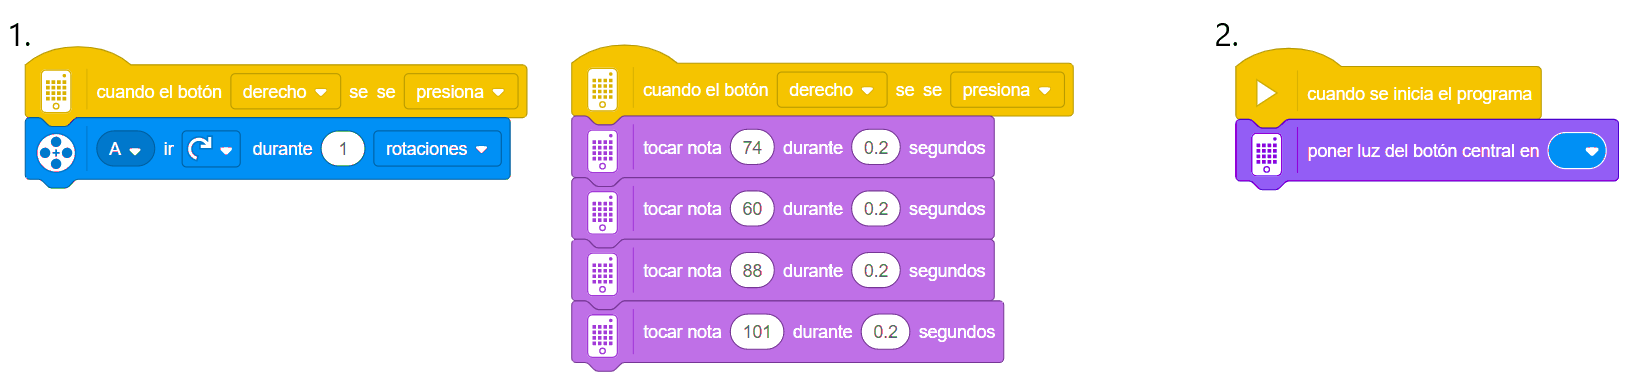 1.
cuando el botón derecho se se presiona
A ir durante 1 rotaciones
cuando el botón derecho se se presiona
tocar nota 74 durante 0.2 segundos
tocar nota 60 durante 0.2 segundos
tocar nota 88 durante 0.2 segundos
tocar nota 101 durante 0.2 segundos
2.
cuando se inicia el programa
poner luz del botón central en